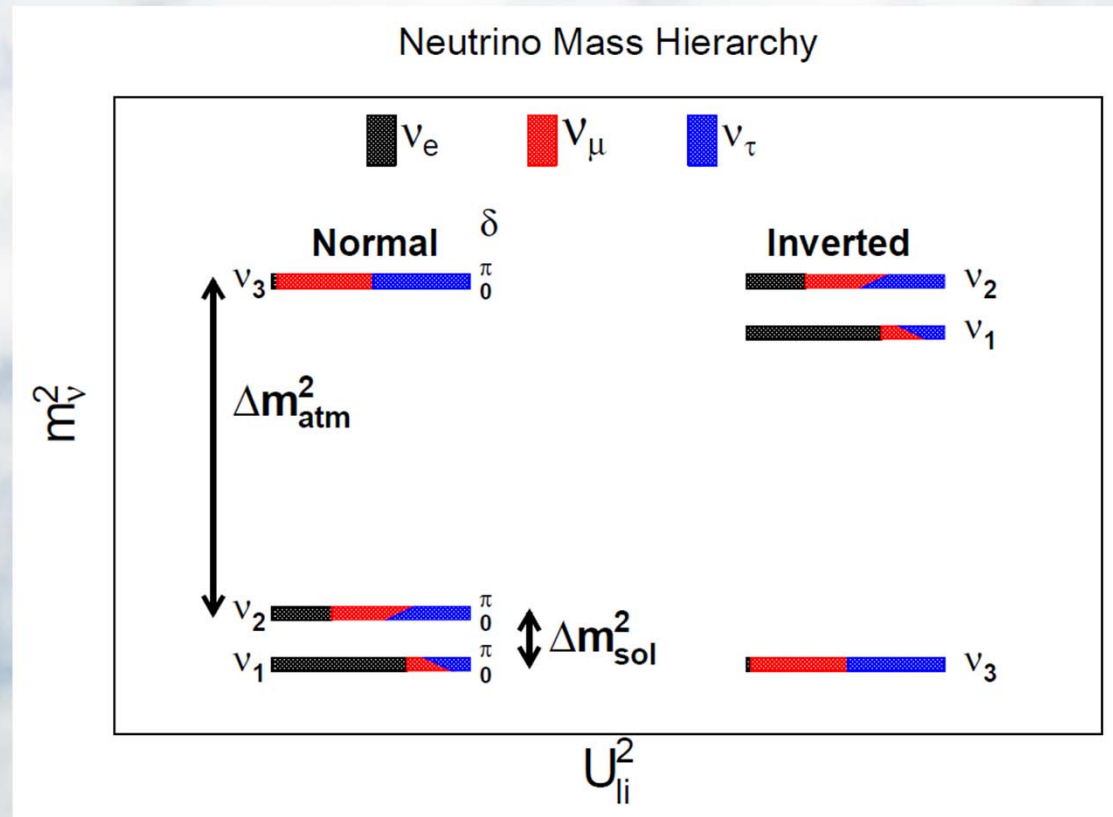 Neutrino Mass Hierarchy
νe νμ ντ
δ
Normal Inverted
ν3 π ν2
0
ν1
Δm²atm
m²ν
ν2 π
0
Δm²sol
ν1 π ν3
0
U²li